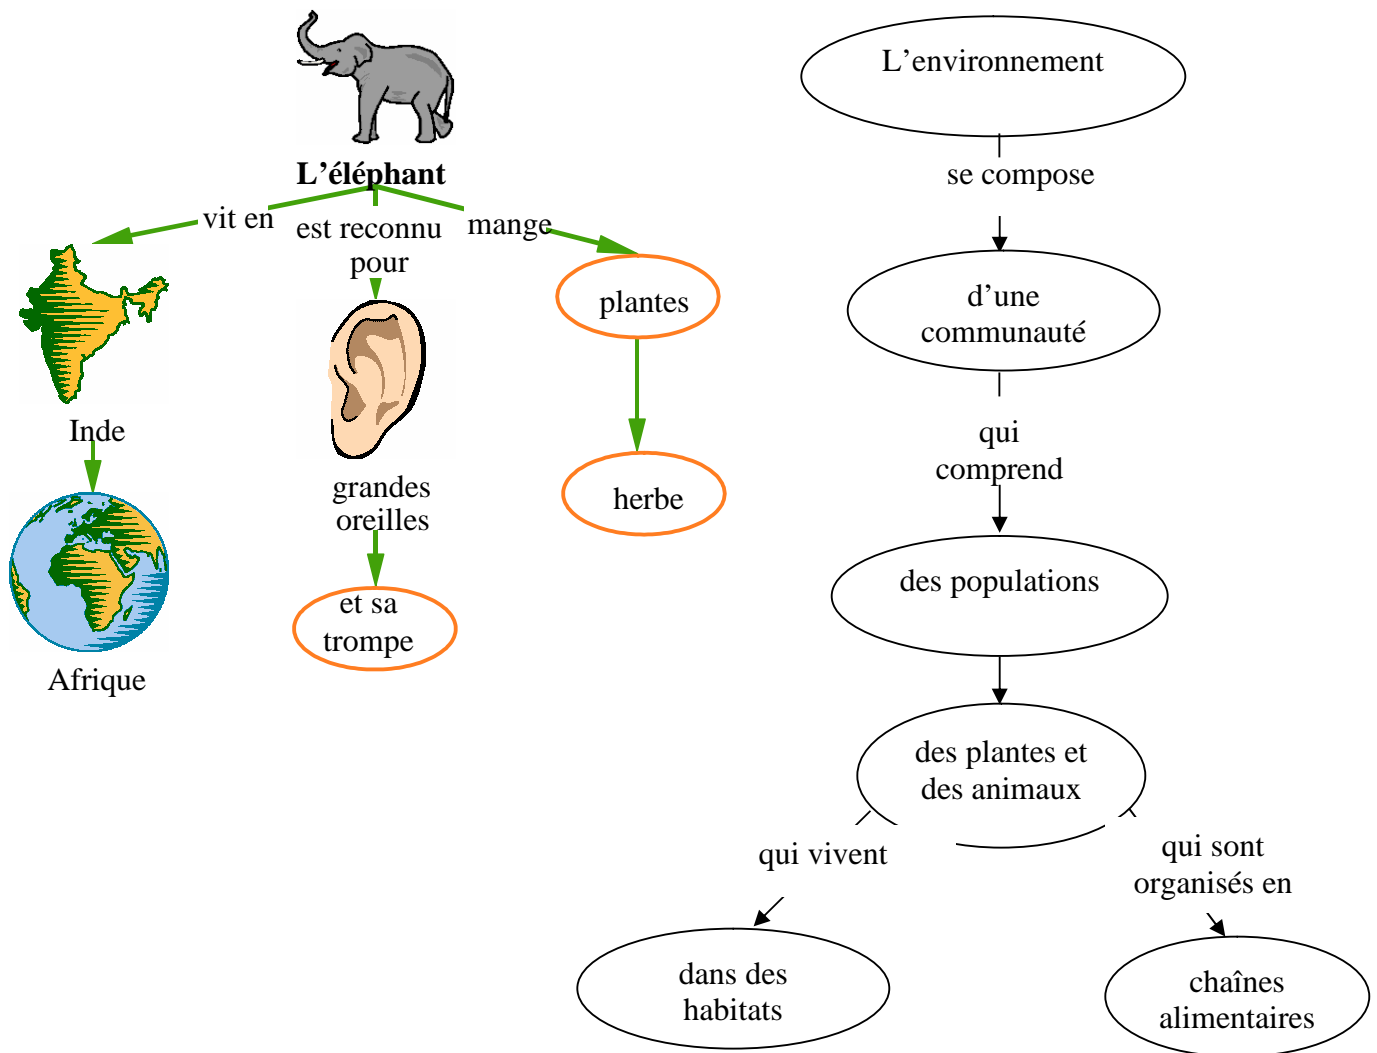 L'éléphant
vit en
est reconnu
pour
mange
Inde
Afrique
grandes
oreilles
et sa
trompe
plantes
herbe
L'environnement
se compose
d'une
communauté
qui
comprend
des populations
des plantes et
des animaux
qui vivent
dans des
habitats
qui sont
organisés en
chaînes
alimentaires